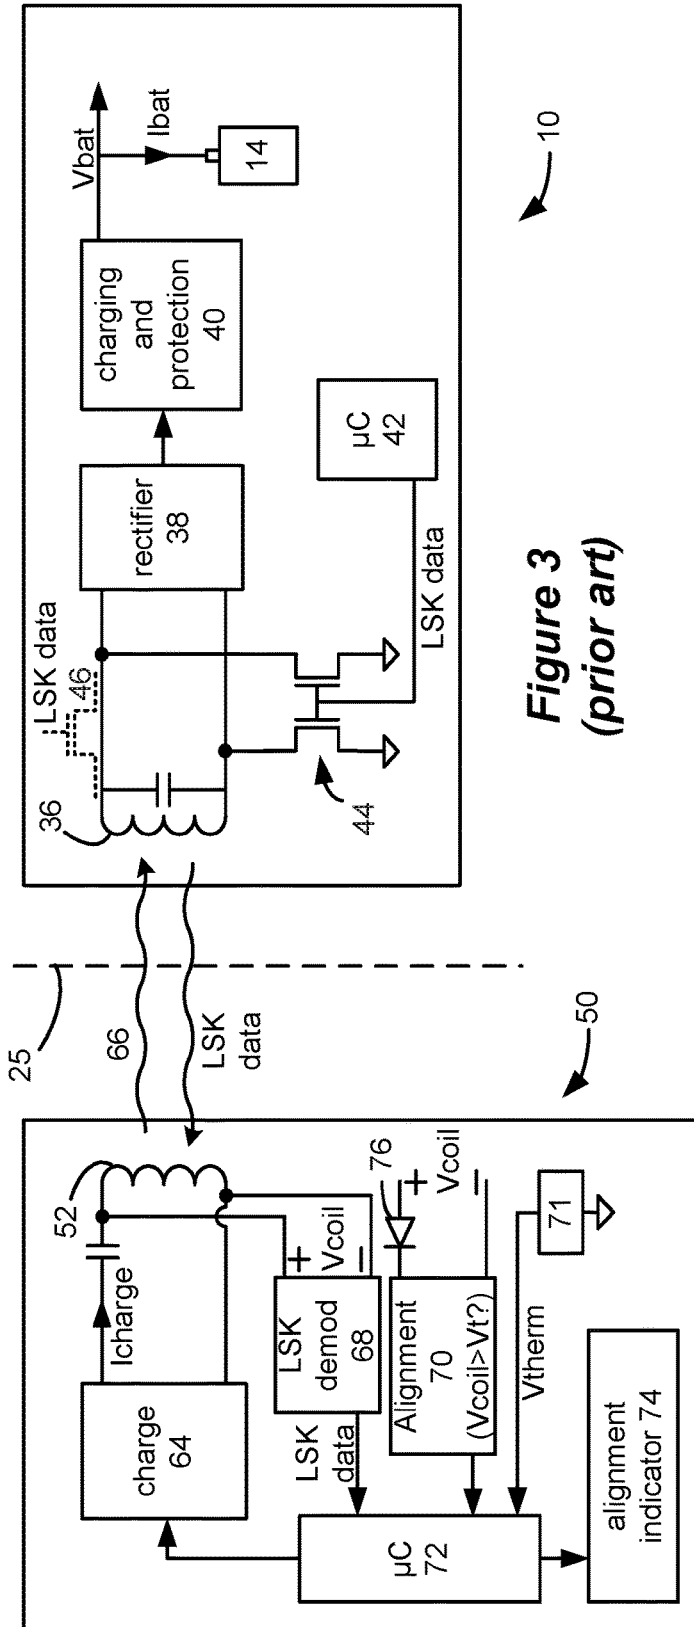 25
66
LSK
data
50
52
Icharge
charge
64
+
Vcoil
−
LSK
demod
68
LSK
data
76
+
Vcoil
−
Alignment
70
(Vcoil>Vt?)
Vtherm
71
µC
72
alignment
indicator 74
36
LSK data
46
44
rectifier
38
charging
and
protection
40
Vbat
Ibat
14
µC
42
LSK data
10
Figure 3
(prior art)